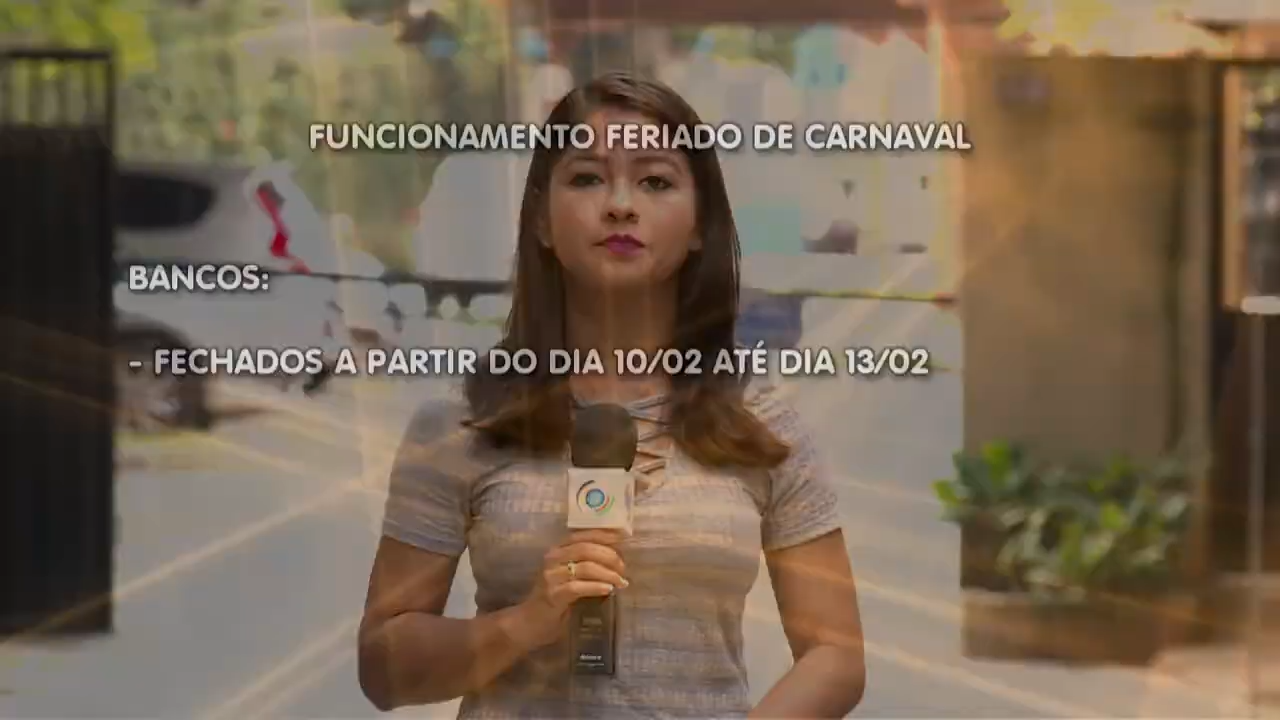 FUNCIONAMENTO FERIADO DE CARNAVAL
BANCOS:
- FECHADOS A PARTIR DO DIA 10/02 ATÉ DIA 13/02